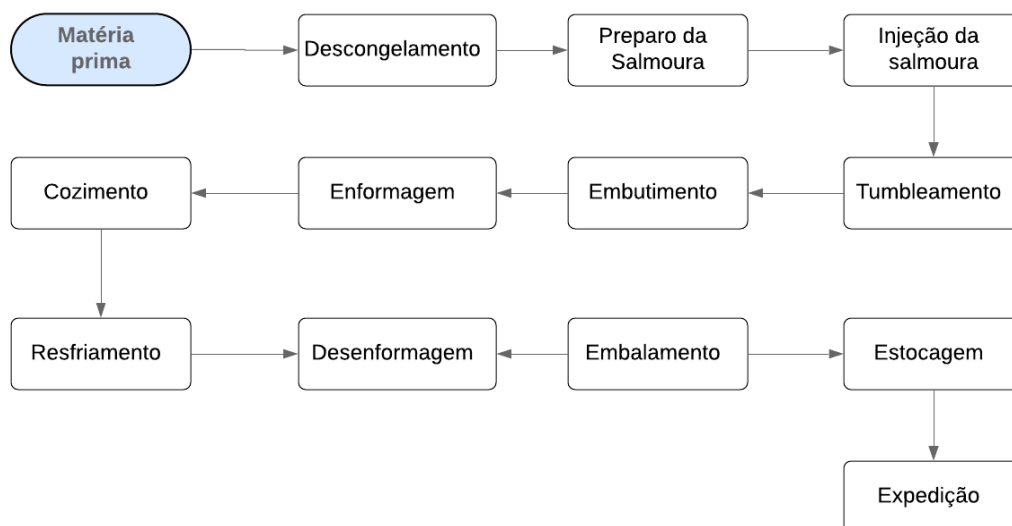 Matéria
prima
Descongelamento
Preparo da
Salmoura
Injeção da
salmoura
Tumbleamento
Embutimento
Enformagem
Cozimento
Resfriamento
Desenformagem
Embalamento
Estocagem
Expedição